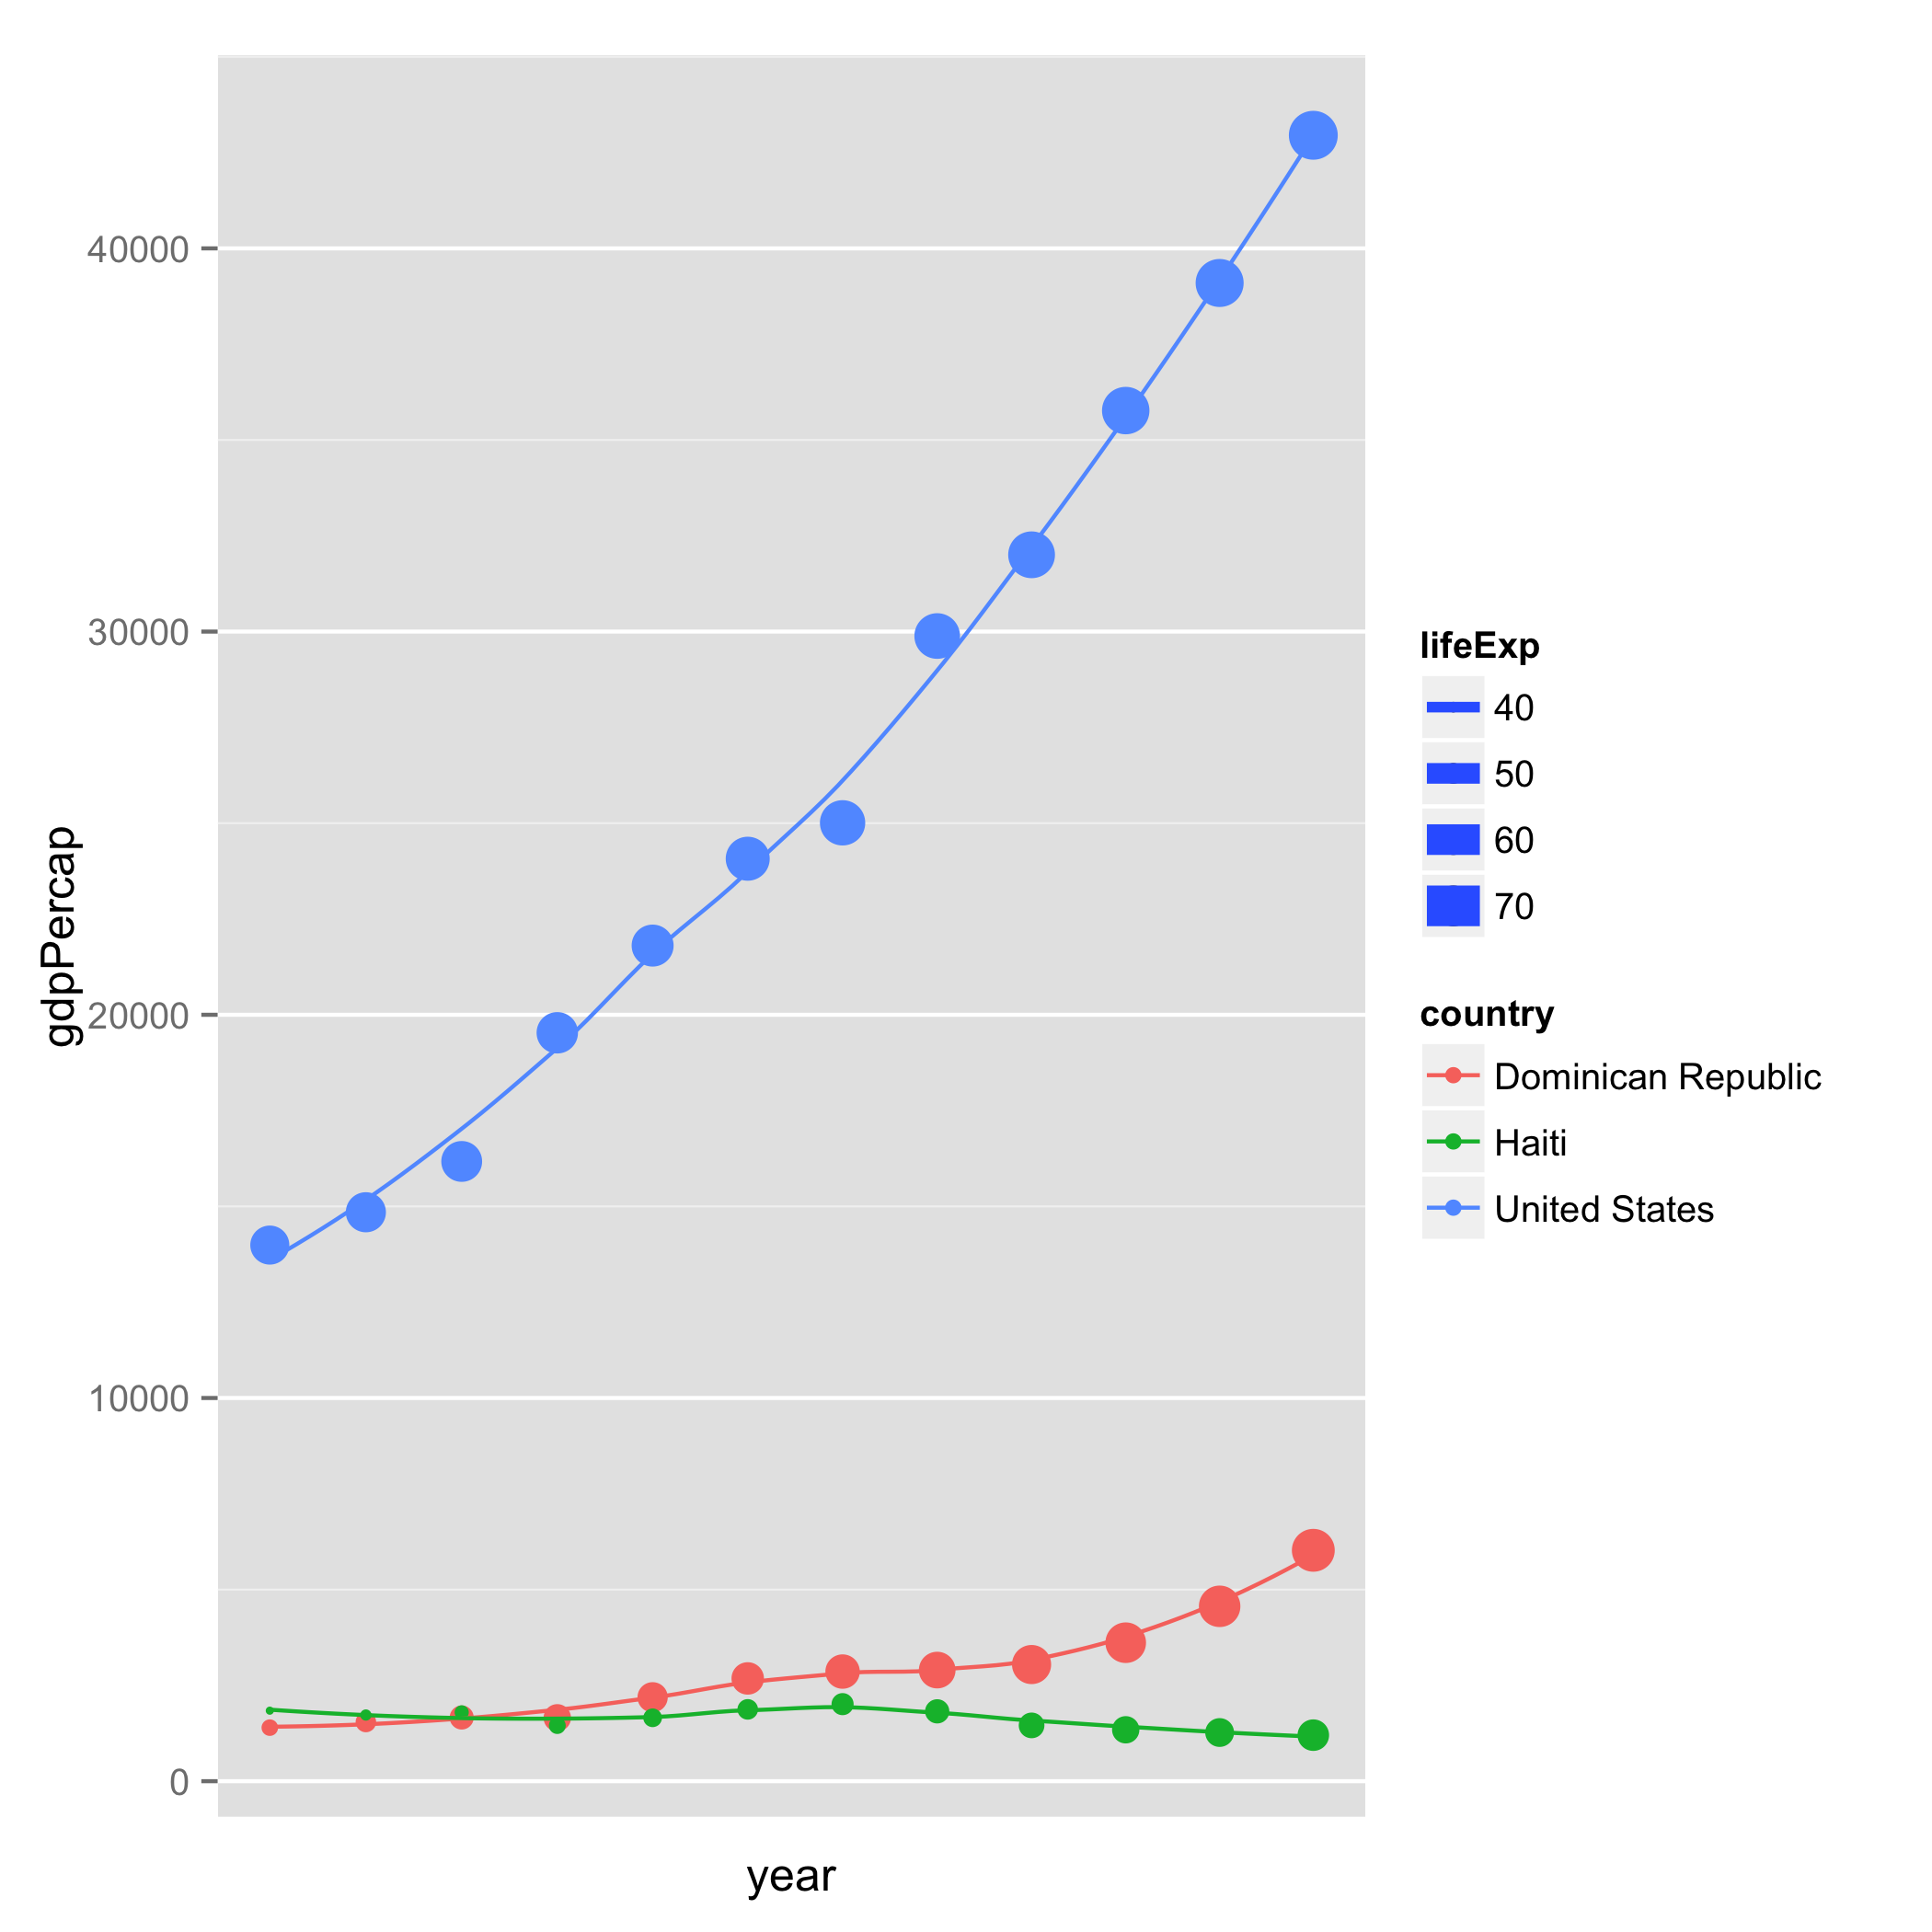 gdpPercap
40000
30000
20000
10000
0
year
lifeExp
40
50
60
70
country
Dominican Republic
Haiti
United States